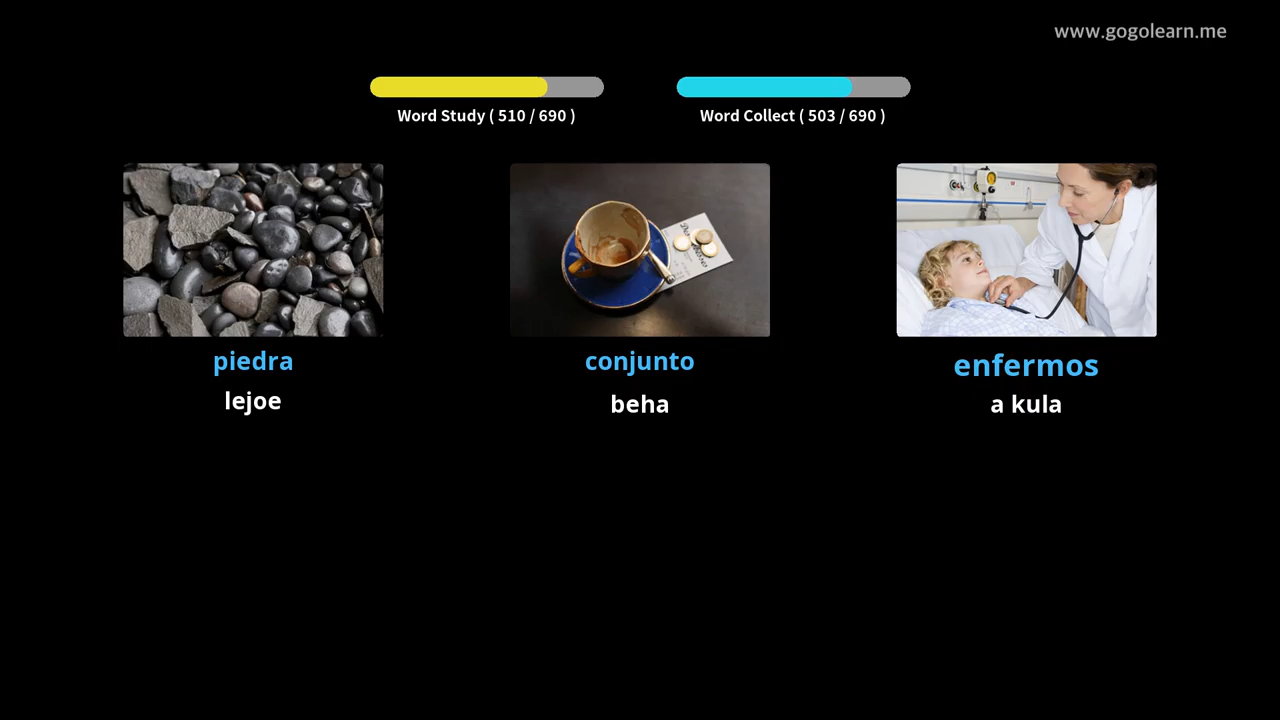 www.gogolearn.me
Word Study ( 510 / 690 )
Word Collect ( 503 / 690 )
piedra
conjunto
enfermos
lejoe
beha
a kula